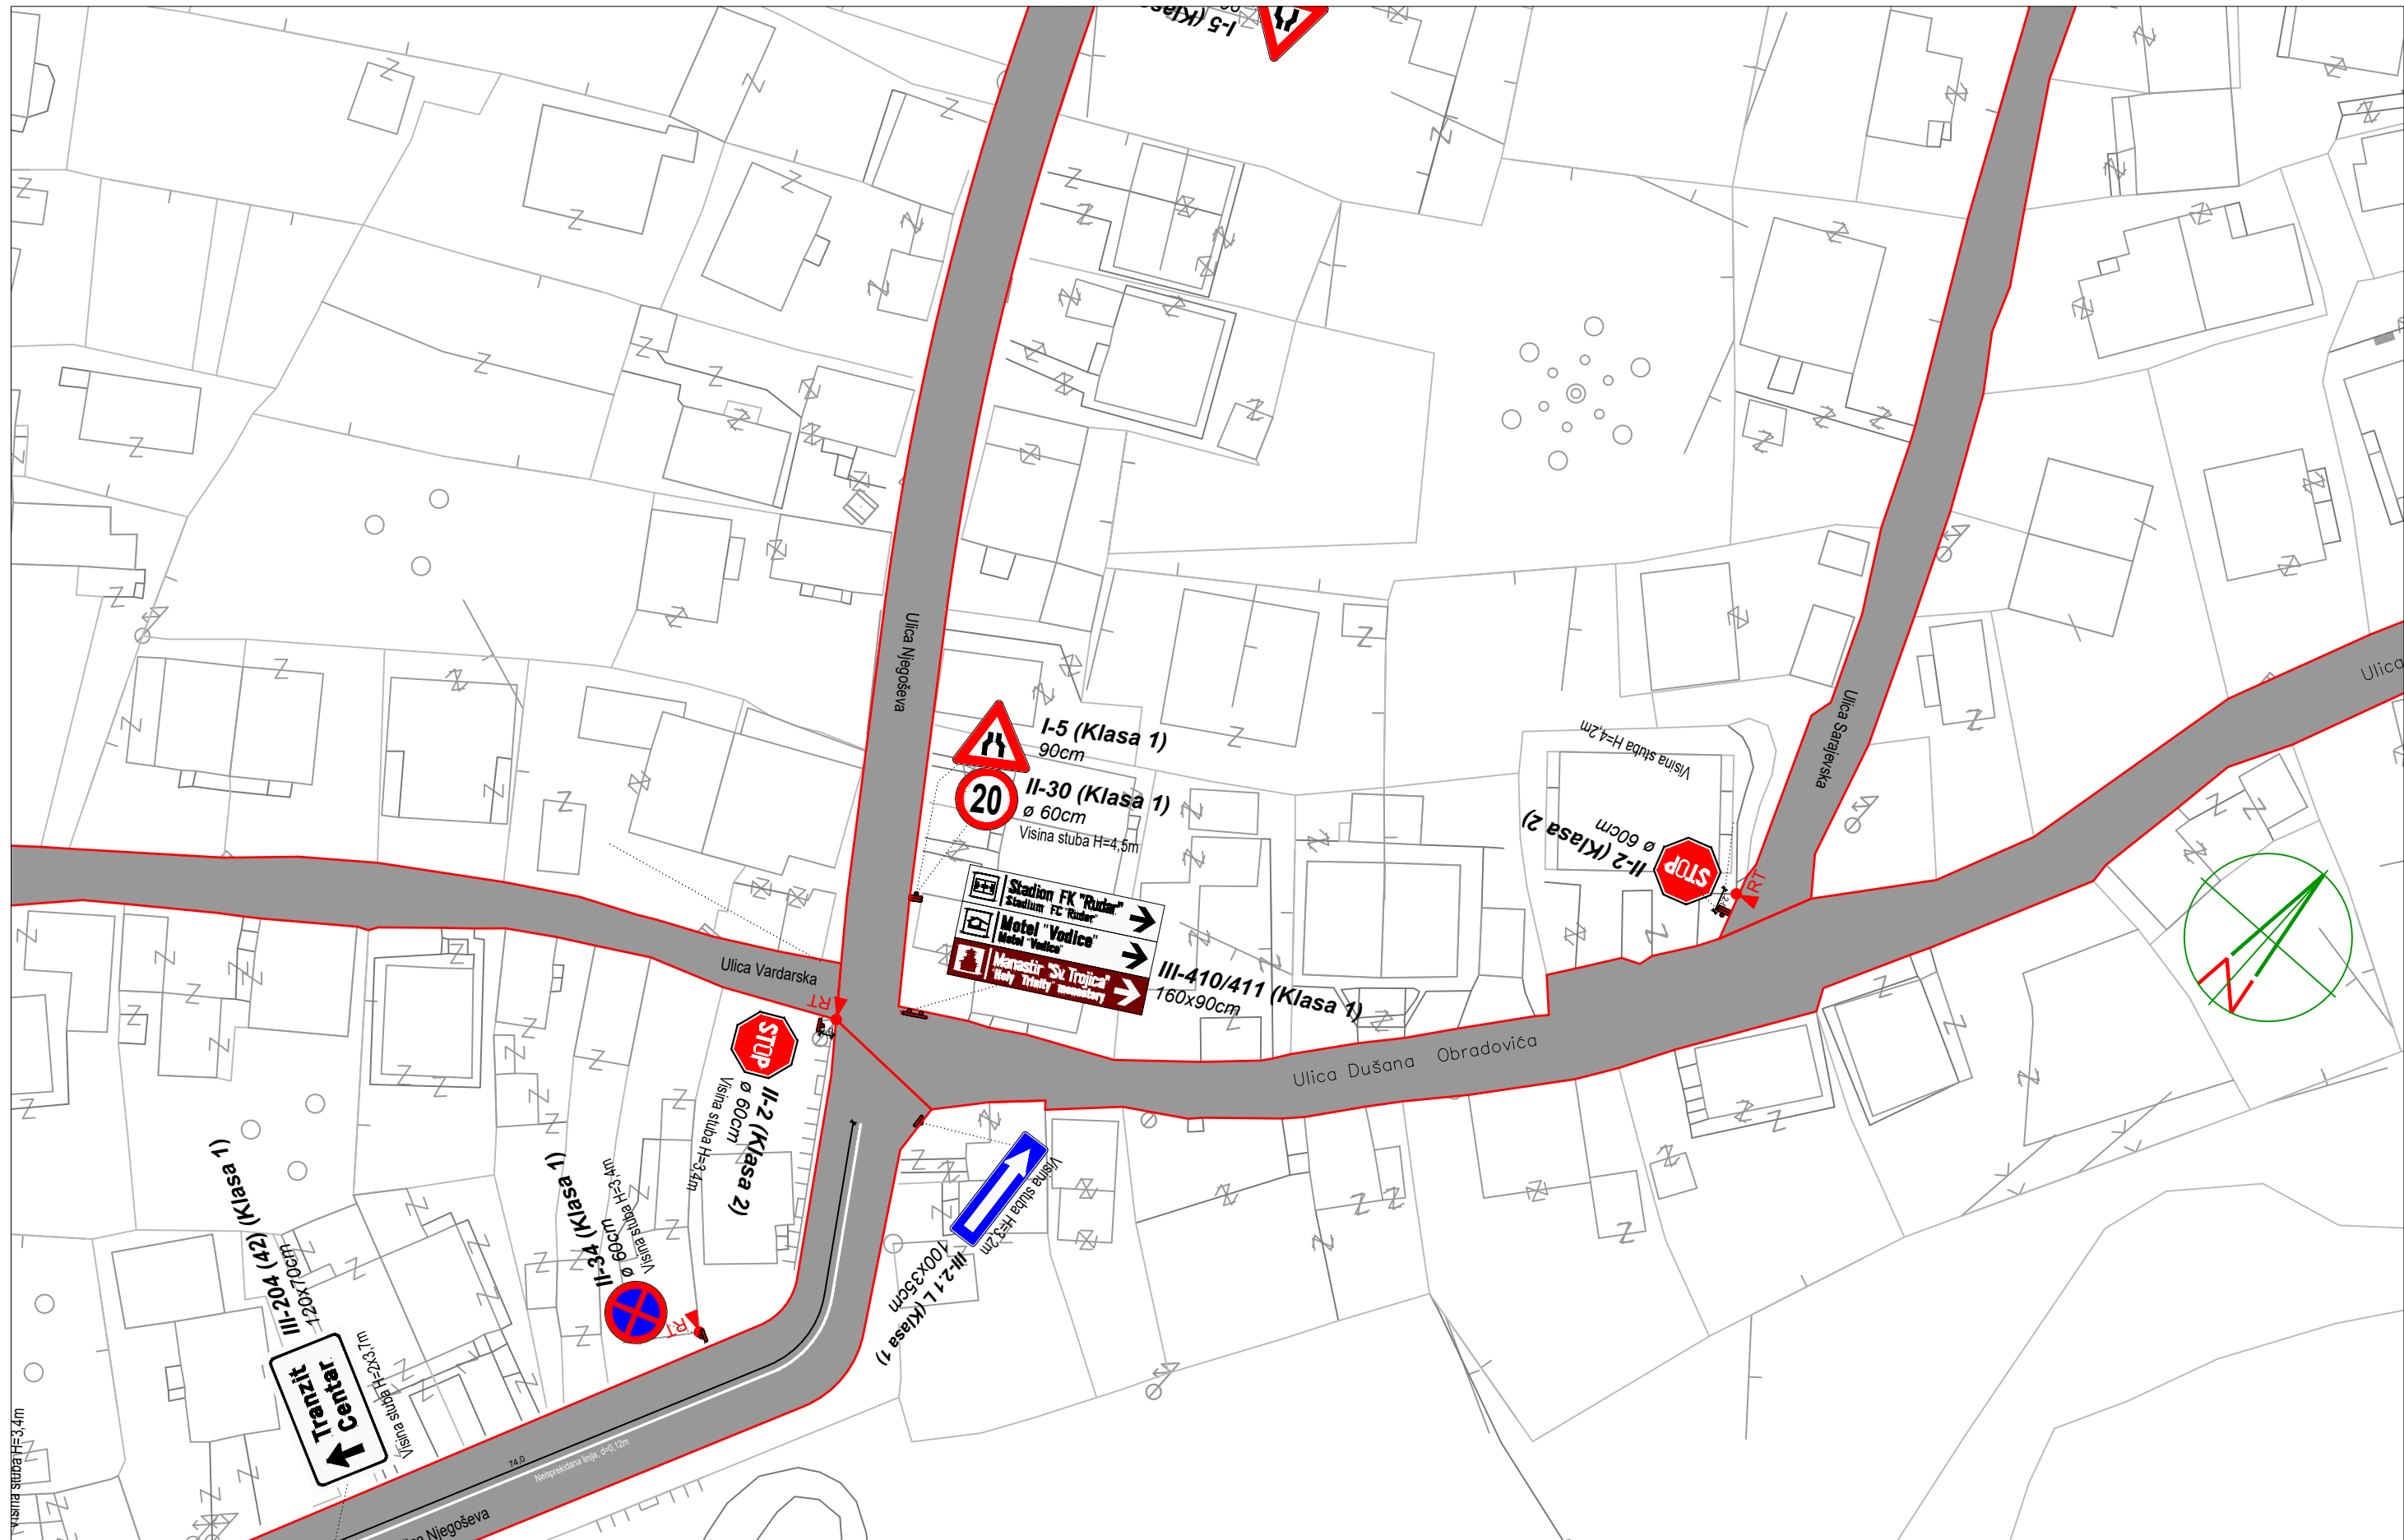 I-5 (Klasa
Ulica Njegoševa
I-5 (Klasa 1)
90cm
20
II-30 (Klasa 1)
ø 60cm
Visina stuba H=4,5m
Stadion FK "Rudar"
Stadium FC "Rudar"
Motel "Vodice"
Motel "Vodice"
Manastir "Sv. Trojica"
"Holy Trinity" monastery
III-410/411 (Klasa 1)
160x90cm
Visina stuba H=4,2m
II-2 (Klasa 2)
ø 60cm
STOP
RT
Ulica Sarajevska
Ulica
Ulica Vardarska
RT
STOP
II-2 (Klasa 2)
ø 60cm
Visina stuba H=3,4m
Ulica Dušana Obradovića
III-2.1 L (Klasa 1)
100x35cm
Visina stuba H=3,2m
II-34 (Klasa 1)
ø 60cm
Visina stuba H=3,4m
RT
III-204 (42) (Klasa 1)
120x70cm
Tranzit
Centar
Visina stuba H=2x3,7m
Visina stuba H=3,4m
74.0
Neisprekidana linija, d=0,12m
Njegoševa
N